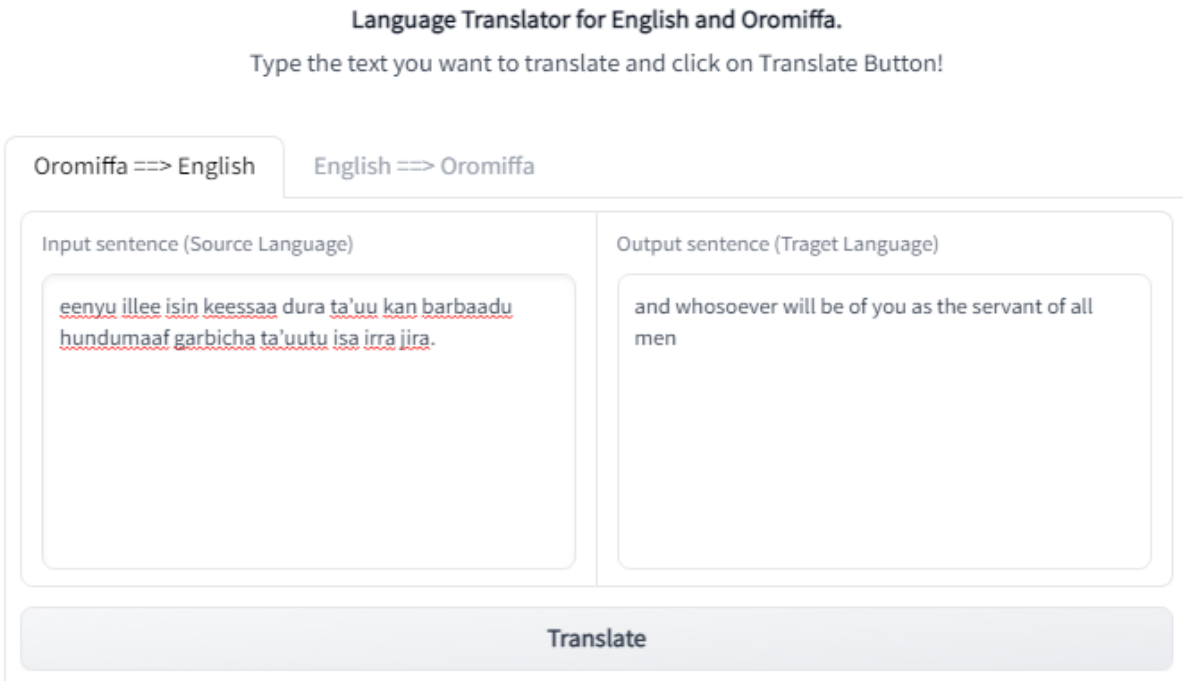 Language Translator for English and Oromiffa.
Type the text you want to translate and click on Translate Button!
Oromiffa ==> English
English ==> Oromiffa
Input sentence (Source Language)
Output sentence (Traget Language)
eenyu illee isin keessaa dura ta'uu kan barbaadu
hundumaaf garbicha ta'uutu isa irra jira.
and whosoever will be of you as the servant of all
men
Translate